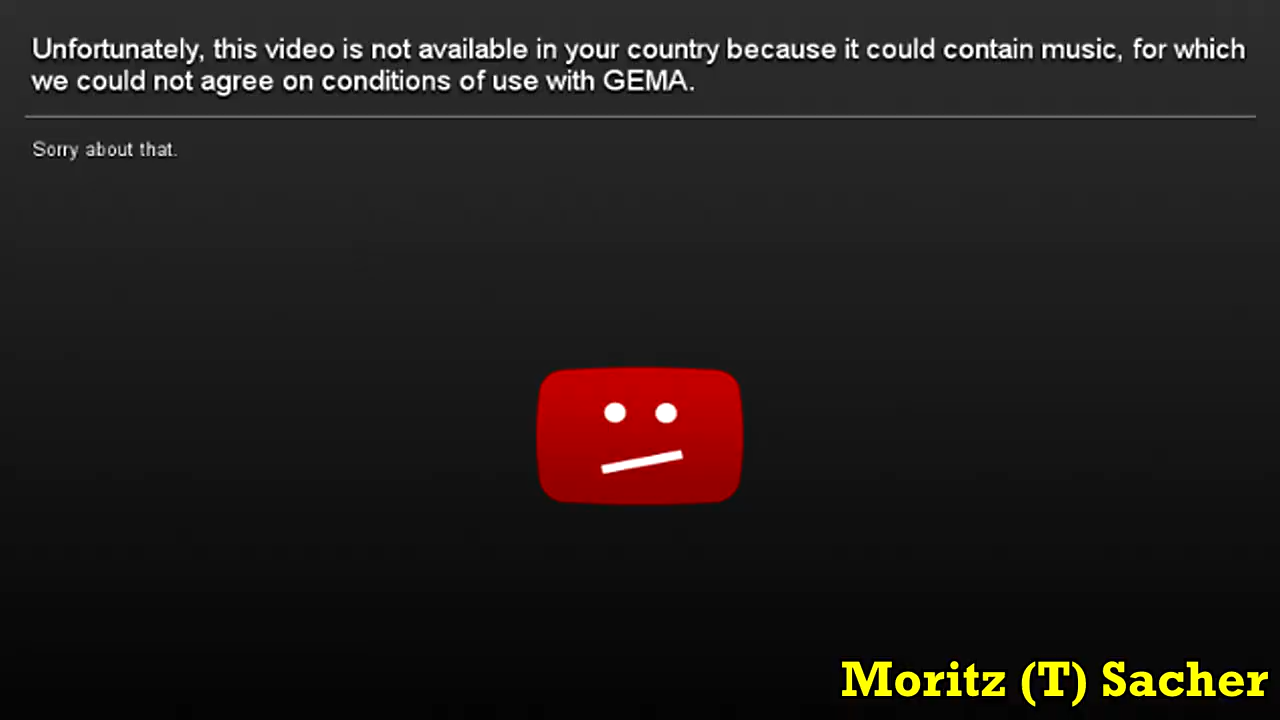 Unfortunately, this video is not available in your country because it could contain music, for which
we could not agree on conditions of use with GEMA.
Sorry about that.
Moritz (T) Sacher